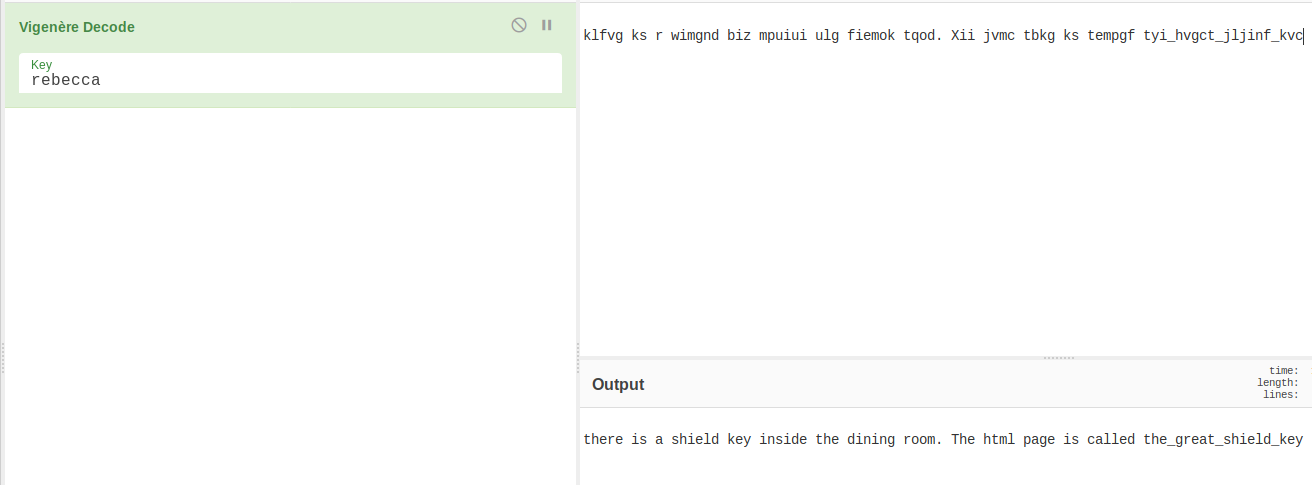 Vigenère Decode
Key
rebecca
klfvg ks r wimgnd biz mpuiui ulg fiemok tqod. Xii jvmc tbkg ks tempgf tyi_hvgct_jljinf_kvc
Output
time:
length:
lines:
there is a shield key inside the dining room. The html page is called the_great_shield_key